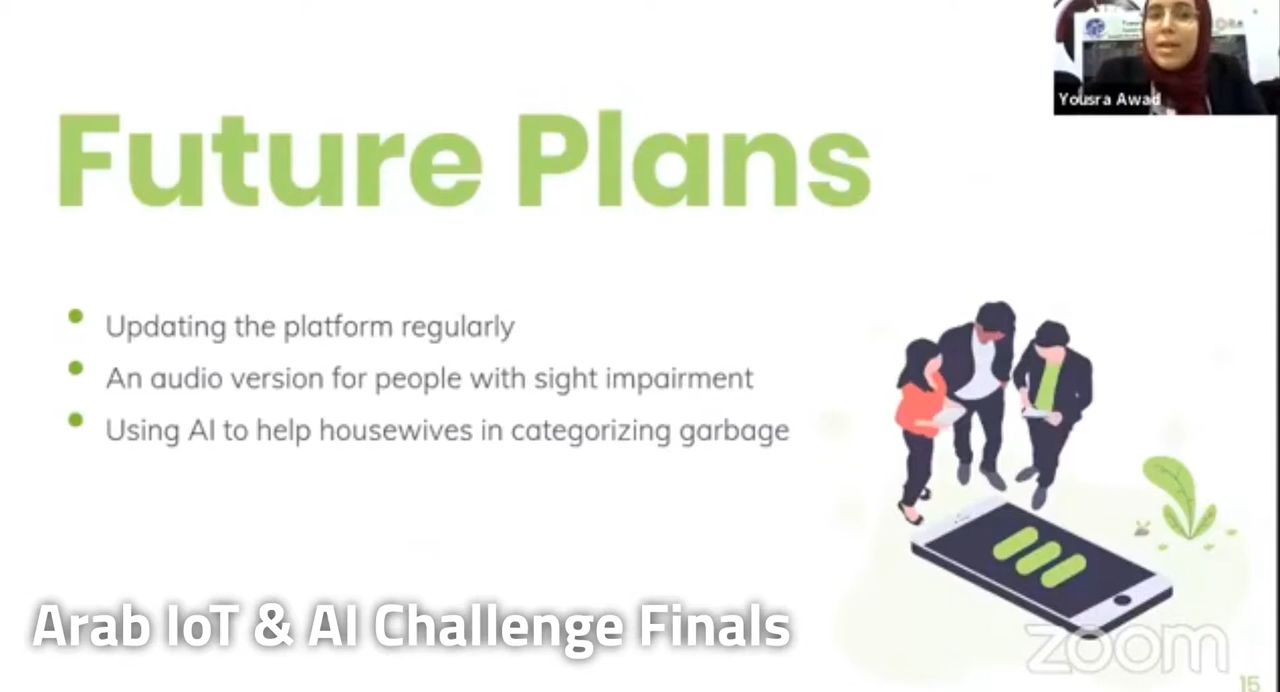 Yousra Awad
Future Plans
Updating the platform regularly
An audio version for people with sight impairment
Using AI to help housewives in categorizing garbage
Arab IoT & AI Challenge Finals
zoom
15